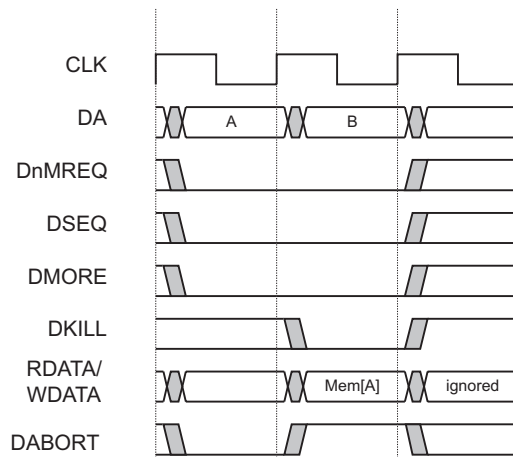 CLK
DA
A
B
DnMREQ
DSEQ
DMORE
DKILL
RDATA/
WDATA
Mem[A]
ignored
DABORT